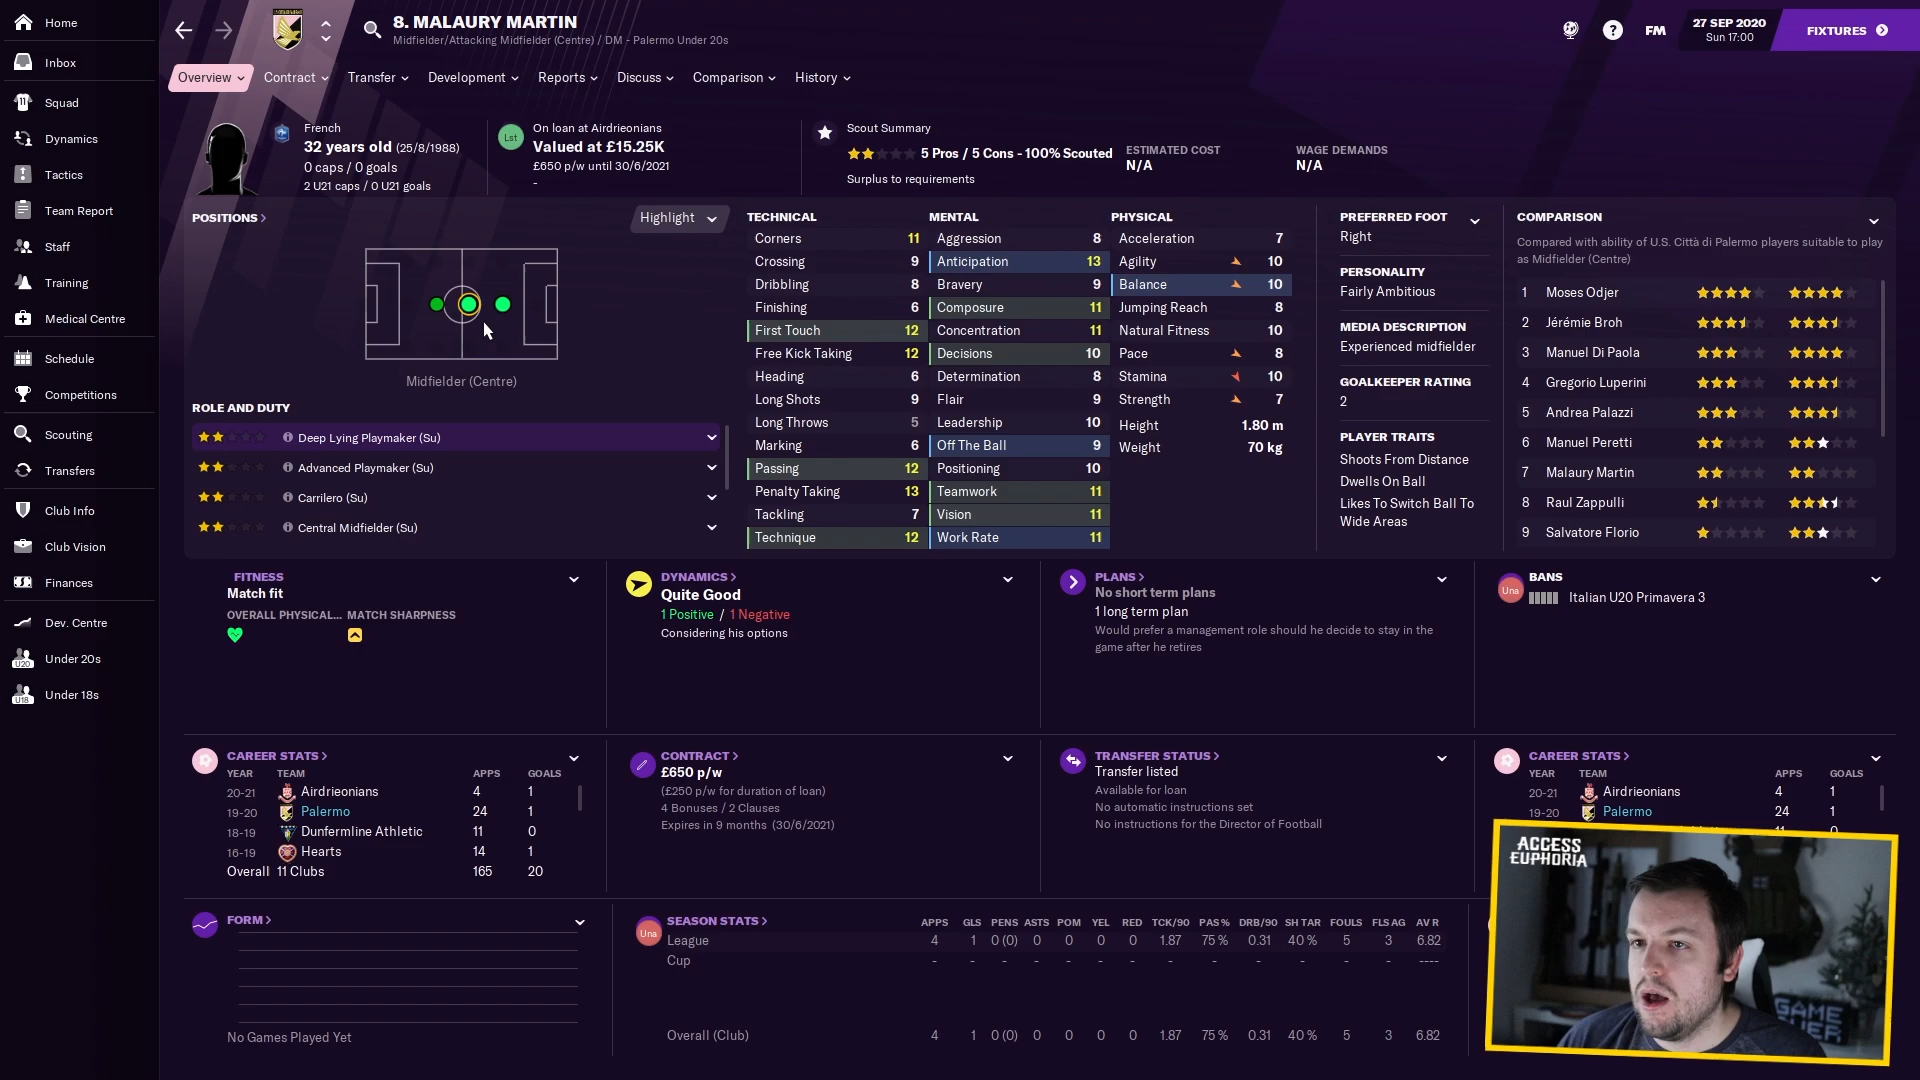 Home
Inbox
Squad
Dynamics
Tactics
Team Report
Staff
Training
Medical Centre
Schedule
Competitions
Scouting
Transfers
Club Info
Club Vision
Finances
Dev. Centre
Under 20s
Under 18s
8. MALAURY MARTIN
Midfielder/Attacking Midfielder (Centre) / DM - Palermo Under 20s
FM
27 SEP 2020
Sun 17:00
FIXTURES
Overview Contract Transfer Development Reports Discuss Comparison History
French
32 years old (25/8/1988)
0 caps / 0 goals
2 U21 caps / 0 U21 goals
Lst
On loan at Airdrieonians
Valued at £15.25K
£650 p/w until 30/6/2021
-
Scout Summary
5 Pros / 5 Cons - 100% Scouted
Surplus to requirements
ESTIMATED COST
N/A
WAGE DEMANDS
N/A
POSITIONS
Highlight
Midfielder (Centre)
ROLE AND DUTY
Deep Lying Playmaker (Su)
Advanced Playmaker (Su)
Carrilero (Su)
Central Midfielder (Su)
TECHNICAL
Corners 11
Crossing 9
Dribbling 8
Finishing 6
First Touch 12
Free Kick Taking 12
Heading 6
Long Shots 9
Long Throws 5
Marking 6
Passing 12
Penalty Taking 13
Tackling 7
Technique 12
MENTAL
Aggression 8
Anticipation 13
Bravery 9
Composure 11
Concentration 11
Decisions 10
Determination 8
Flair 9
Leadership 10
Off The Ball 9
Positioning 10
Teamwork 11
Vision 11
Work Rate 11
PHYSICAL
Acceleration 7
Agility 10
Balance 10
Jumping Reach 8
Natural Fitness 10
Pace 8
Stamina 10
Strength 7
Height 1.80 m
Weight 70 kg
PREFERRED FOOT
Right
PERSONALITY
Fairly Ambitious
MEDIA DESCRIPTION
Experienced midfielder
GOALKEEPER RATING
2
PLAYER TRAITS
Shoots From Distance
Dwells On Ball
Likes To Switch Ball To
Wide Areas
COMPARISON
Compared with ability of U.S. Città di Palermo players suitable to play
as Midfielder (Centre)
1 Moses Odjer
2 Jérémie Broh
3 Manuel Di Paola
4 Gregorio Luperini
5 Andrea Palazzi
6 Manuel Peretti
7 Malaury Martin
8 Raul Zappulli
9 Salvatore Florio
FITNESS
Match fit
OVERALL PHYSICAL... MATCH SHARPNESS
DYNAMICS
Quite Good
1 Positive / 1 Negative
Considering his options
PLANS
No short term plans
1 long term plan
Would prefer a management role should he decide to stay in the
game after he retires
Una
BANS
Italian U20 Primavera 3
CAREER STATS
YEAR TEAM APPS GOALS
20-21 Airdrieonians 4 1
19-20 Palermo 24 1
18-19 Dunfermline Athletic 11 0
16-19 Hearts 14 1
Overall 11 Clubs 165 20
CONTRACT
£650 p/w
(£250 p/w for duration of loan)
4 Bonuses / 2 Clauses
Expires in 9 months (30/6/2021)
TRANSFER STATUS
Transfer listed
Available for loan
No automatic instructions set
No instructions for the Director of Football
CAREER STATS
YEAR TEAM APPS GOALS
20-21 Airdrieonians 4 1
19-20 Palermo 24 1
ACCESS
EUPHORIA
FORM
No Games Played Yet
Una
SEASON STATS APPS GLS PENS ASTS POM YEL RED TCK/90 PAS % DRB/90 SH TAR FOULS FLS AG AV R
League 4 1 0 (0) 0 0 0 0 1.87 75 % 0.31 40 % 5 3 6.82
Cup - - - - - - - - - - - - - ----
Overall (Club) 4 1 0 (0) 0 0 0 0 1.87 75 % 0.31 40 % 5 3 6.82
GAME